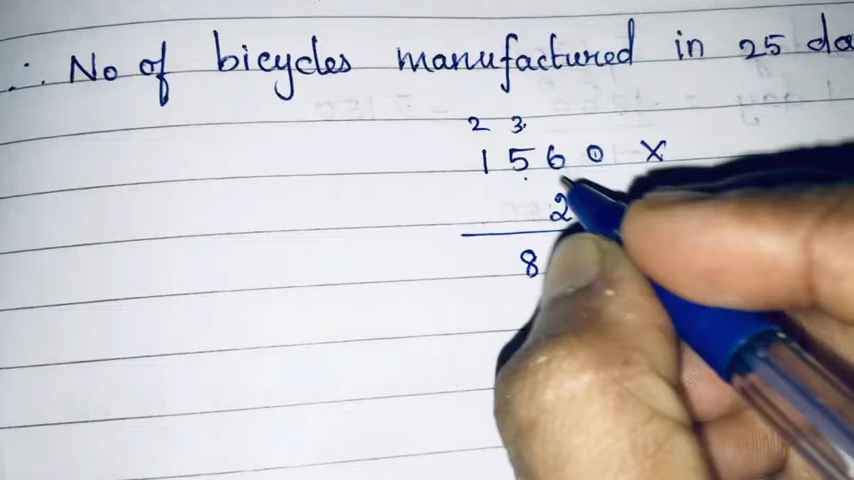 ∴ No of bicycles manufactured in 25
2 3
1 5 6 0 ×
2
8